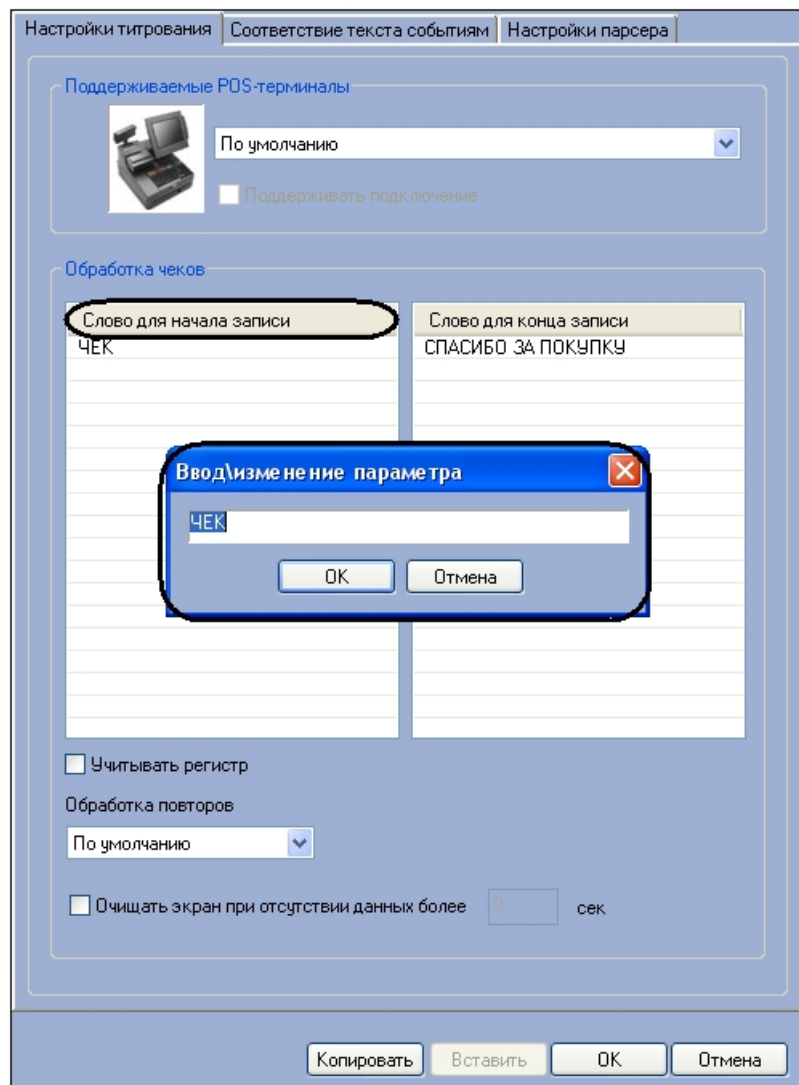 Настройки титрования Соответствие текста событиям Настройки парсера
Поддерживаемые POS-терминалы
По умолчанию
Поддерживать подключение
Обработка чеков
Слово для начала записи Слово для конца записи
ЧЕК СПАСИБО ЗА ПОКУПКУ
Ввод\изменение параметра
ЧЕК
OK Отмена
Учитывать регистр
Обработка повторов
По умолчанию
Очищать экран при отсутствии данных более 0 сек
Копировать Вставить OK Отмена